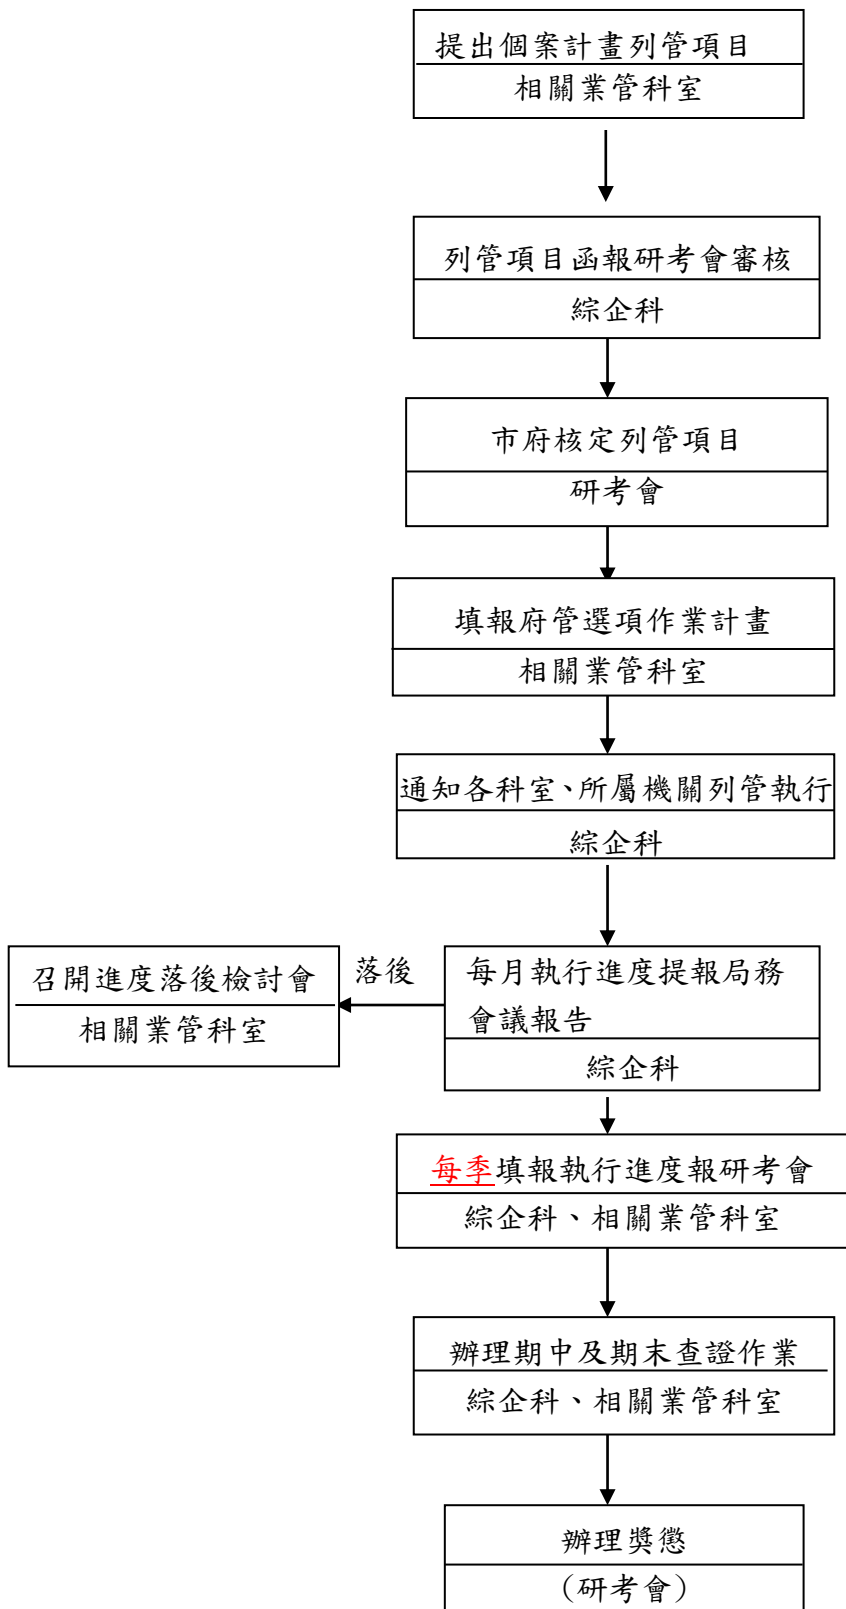 提出個案計畫列管項目
相關業管科室
列管項目函報研考會審核
綜企科
市府核定列管項目
研考會
填報府管選項作業計畫
相關業管科室
通知各科室、所屬機關列管執行
綜企科
召開進度落後檢討會
相關業管科室
落後
每月執行進度提報局務
會議報告
綜企科
每季填報執行進度報研考會
綜企科、相關業管科室
辦理期中及期末查證作業
綜企科、相關業管科室
辦理獎懲
(研考會)